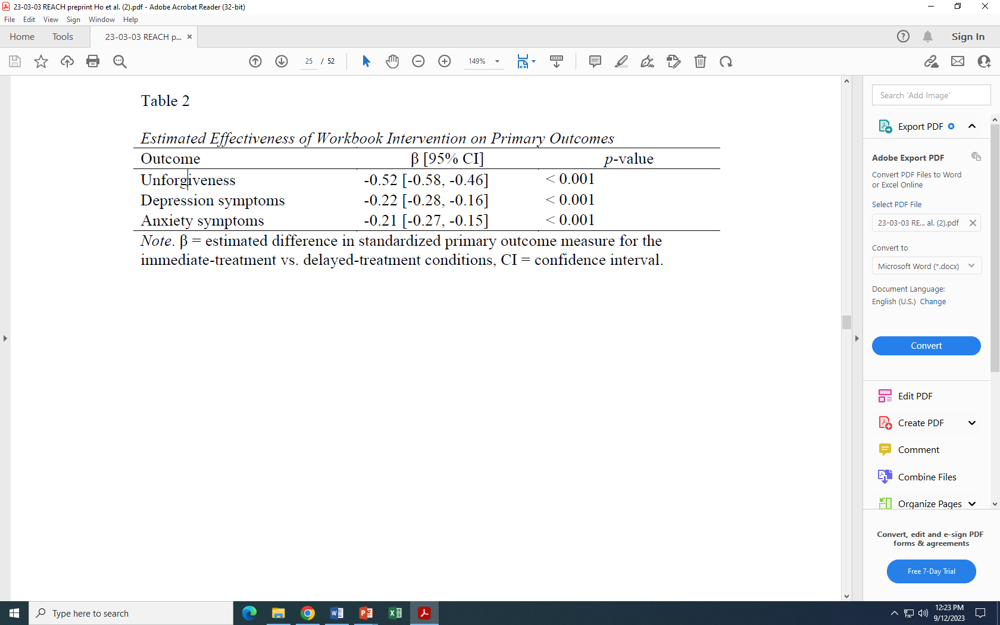 23-03-03 REACH preprint Ho et al. (2).pdf - Adobe Acrobat Reader (32-bit)
File Edit View Sign Window Help
Home Tools 23-03-03 REACH p... × Sign In
25 / 52 149%
Table 2
Estimated Effectiveness of Workbook Intervention on Primary Outcomes
Outcome β [95% CI] p-value
Unforgiveness -0.52 [-0.58, -0.46] < 0.001
Depression symptoms -0.22 [-0.28, -0.16] < 0.001
Anxiety symptoms -0.21 [-0.27, -0.15] < 0.001
Note. β = estimated difference in standardized primary outcome measure for the
immediate-treatment vs. delayed-treatment conditions, CI = confidence interval.
Search 'Add Image'
Export PDF
Adobe Export PDF
Convert PDF Files to Word
or Excel Online
Select PDF File
23-03-03 RE... al. (2).pdf
Convert to
Microsoft Word (*.docx)
Document Language:
English (U.S.) Change
Convert
Edit PDF
Create PDF
Comment
Combine Files
Organize Pages
Convert, edit and e-sign PDF
forms & agreements
Free 7-Day Trial
Type here to search
12:23 PM
9/12/2023